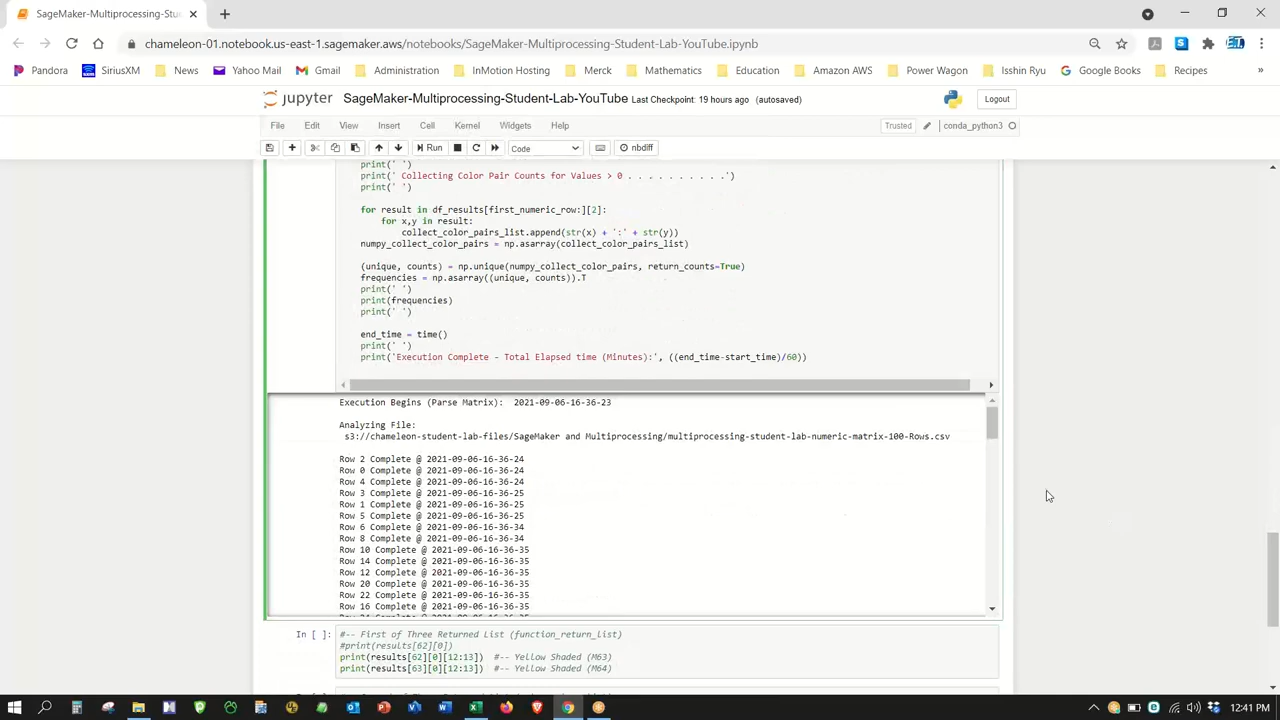 SageMaker-Multiprocessing-Stud
chameleon-01.notebook.us-east-1.sagemaker.aws/notebooks/SageMaker-Multiprocessing-Student-Lab-YouTube.ipynb
Pandora SiriusXM News Yahoo Mail Gmail Administration InMotion Hosting Merck Mathematics Education Amazon AWS Power Wagon Isshin Ryu Google Books Recipes »
jupyter SageMaker-Multiprocessing-Student-Lab-YouTube Last Checkpoint: 19 hours ago (autosaved) Logout
File Edit View Insert Cell Kernel Widgets Help Trusted conda_python3
Run Code nbdiff
print(' ')
print(' Collecting Color Pair Counts for Values > 0 . . . . . . . . . .')
print(' ')
for result in df_results[first_numeric_row:][2]:
for x,y in result:
collect_color_pairs_list.append(str(x) + ':' + str(y))
numpy_collect_color_pairs = np.asarray(collect_color_pairs_list)
(unique, counts) = np.unique(numpy_collect_color_pairs, return_counts=True)
frequencies = np.asarray((unique, counts)).T
print(' ')
print(frequencies)
print(' ')
end_time = time()
print(' ')
print('Execution Complete - Total Elapsed time (Minutes):', ((end_time-start_time)/60))
Execution Begins (Parse Matrix): 2021-09-06-16-36-23
Analyzing File:
s3://chameleon-student-lab-files/SageMaker and Multiprocessing/multiprocessing-student-lab-numeric-matrix-100-Rows.csv
Row 2 Complete @ 2021-09-06-16-36-24
Row 0 Complete @ 2021-09-06-16-36-24
Row 4 Complete @ 2021-09-06-16-36-24
Row 3 Complete @ 2021-09-06-16-36-25
Row 1 Complete @ 2021-09-06-16-36-25
Row 5 Complete @ 2021-09-06-16-36-25
Row 6 Complete @ 2021-09-06-16-36-34
Row 8 Complete @ 2021-09-06-16-36-34
Row 10 Complete @ 2021-09-06-16-36-35
Row 14 Complete @ 2021-09-06-16-36-35
Row 12 Complete @ 2021-09-06-16-36-35
Row 20 Complete @ 2021-09-06-16-36-35
Row 22 Complete @ 2021-09-06-16-36-35
Row 16 Complete @ 2021-09-06-16-36-35
In [ ]: #-- First of Three Returned List (function_return_list)
#print(results[62][0])
print(results[62][0][12:13]) #-- Yellow Shaded (M63)
print(results[63][0][12:13]) #-- Yellow Shaded (M64)
12:41 PM